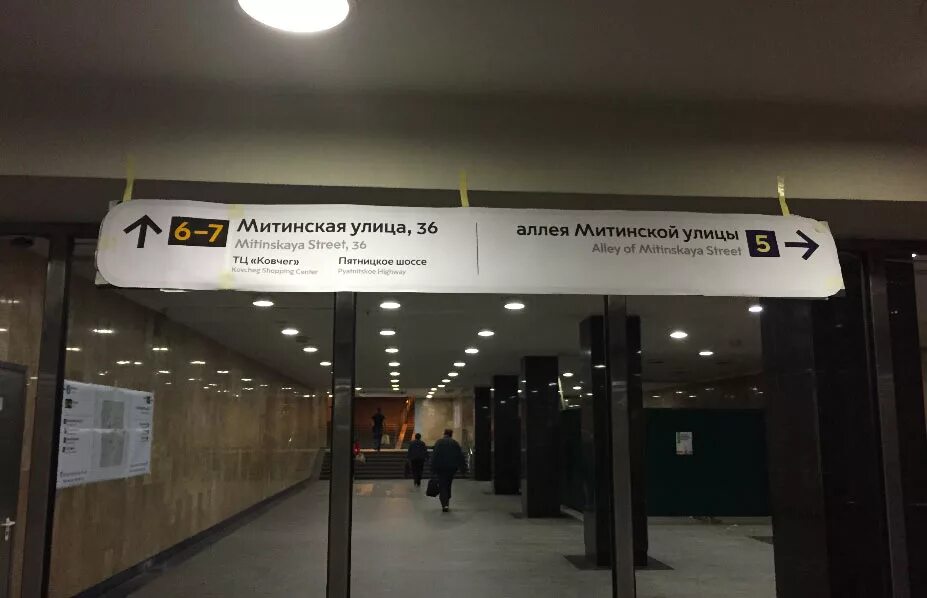 6–7
Митинская улица, 36
Mitinskaya Street, 36
ТЦ «Ковчег» Пятницкое шоссе
Kovcheg Shopping Center Pyatnitskoe Highway
аллея Митинской улицы
Alley of Mitinskaya Street
5